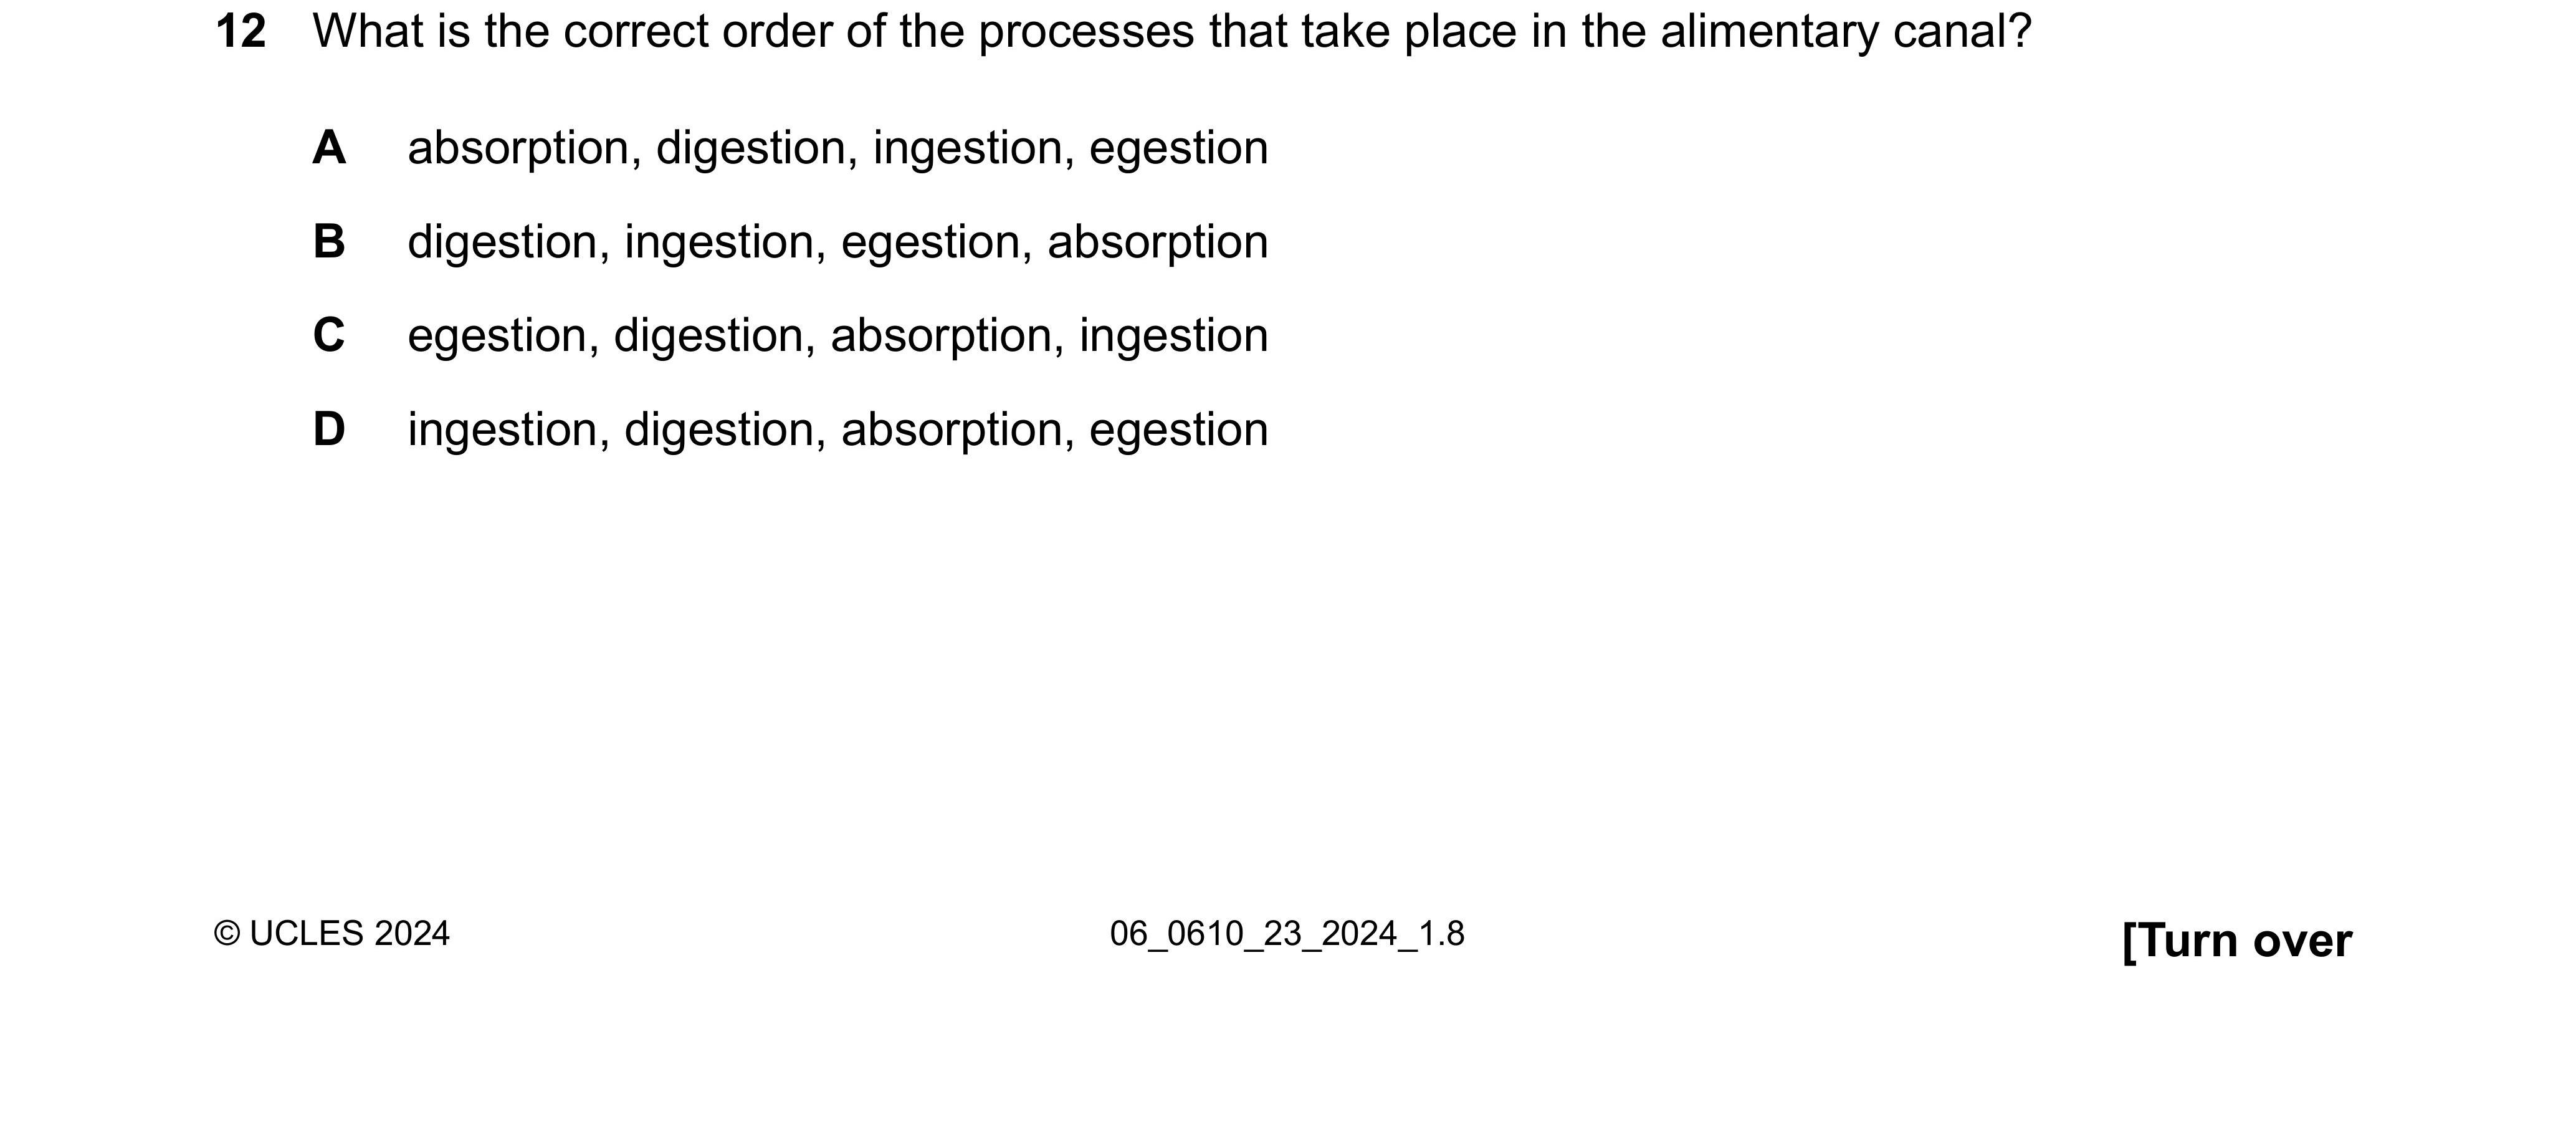 12 What is the correct order of the processes that take place in the alimentary canal?
A absorption, digestion, ingestion, egestion
B digestion, ingestion, egestion, absorption
C egestion, digestion, absorption, ingestion
D ingestion, digestion, absorption, egestion
© UCLES 2024 06_0610_23_2024_1.8 [Turn over